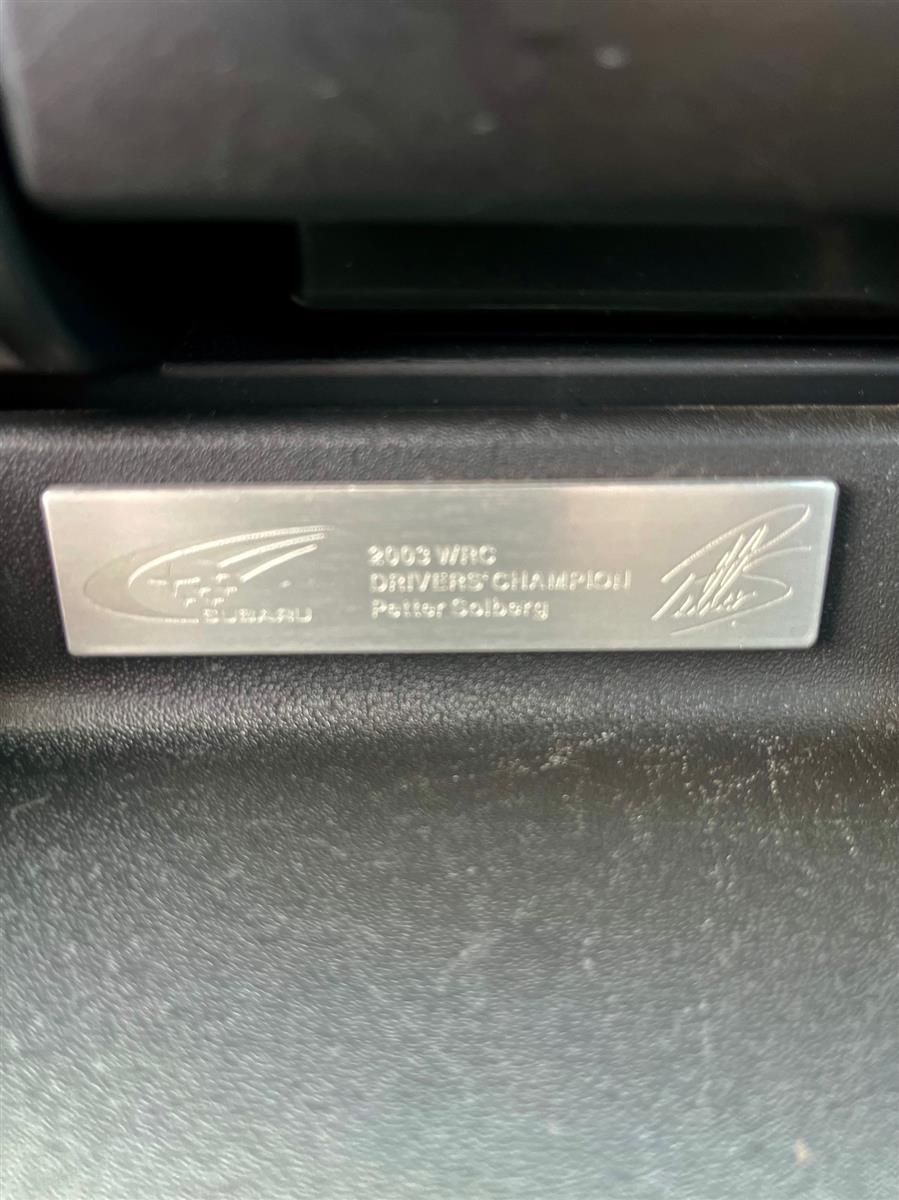 SUBARU
2003 WRC
DRIVERS' CHAMPION
Petter Solberg